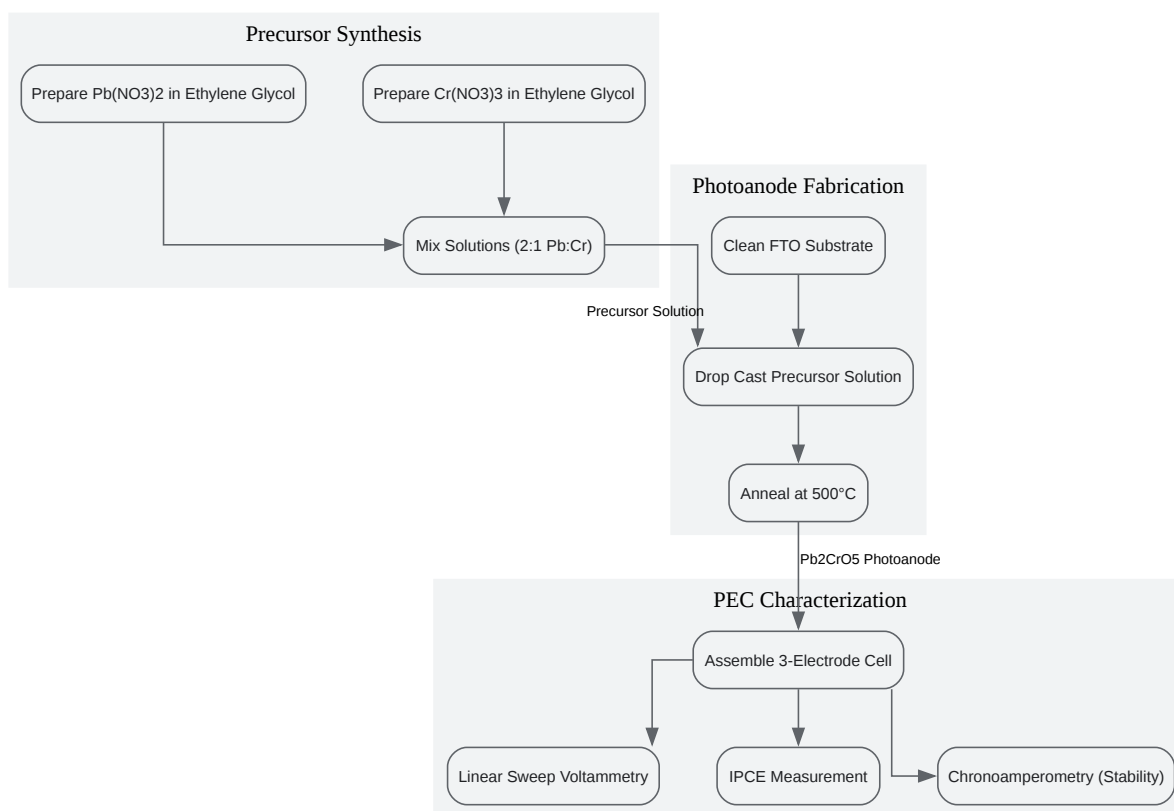 Precursor Synthesis
Prepare Pb(NO3)2 in Ethylene Glycol
Prepare Cr(NO3)3 in Ethylene Glycol
Mix Solutions (2:1 Pb:Cr)
Photoanode Fabrication
Clean FTO Substrate
Precursor Solution
Drop Cast Precursor Solution
Anneal at 500°C
Pb2CrO5 Photoanode
PEC Characterization
Assemble 3-Electrode Cell
Linear Sweep Voltammetry
IPCE Measurement
Chronoamperometry (Stability)